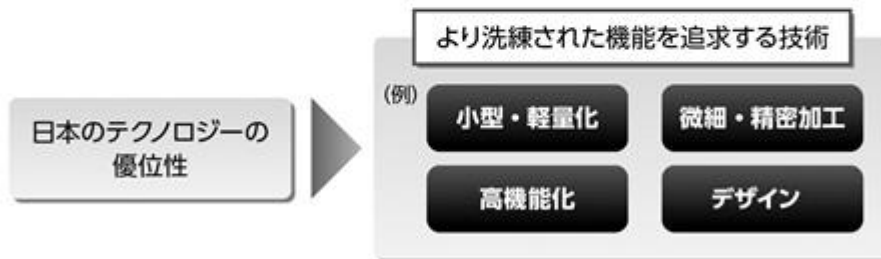 より洗練された機能を追求する技術
(例)
小型・軽量化
微細・精密加工
日本のテクノロジーの
優位性
高機能化
デザイン